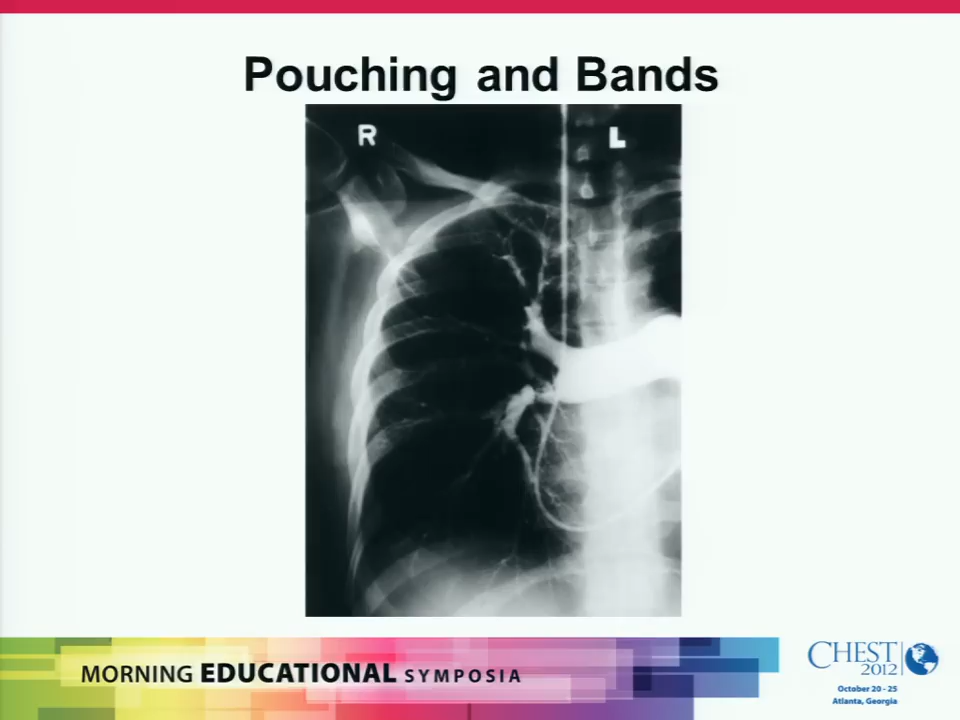 Pouching and Bands
R
L
MORNING EDUCATIONAL SYMPOSIA
CHEST
2012
October 20 - 25
Atlanta, Georgia